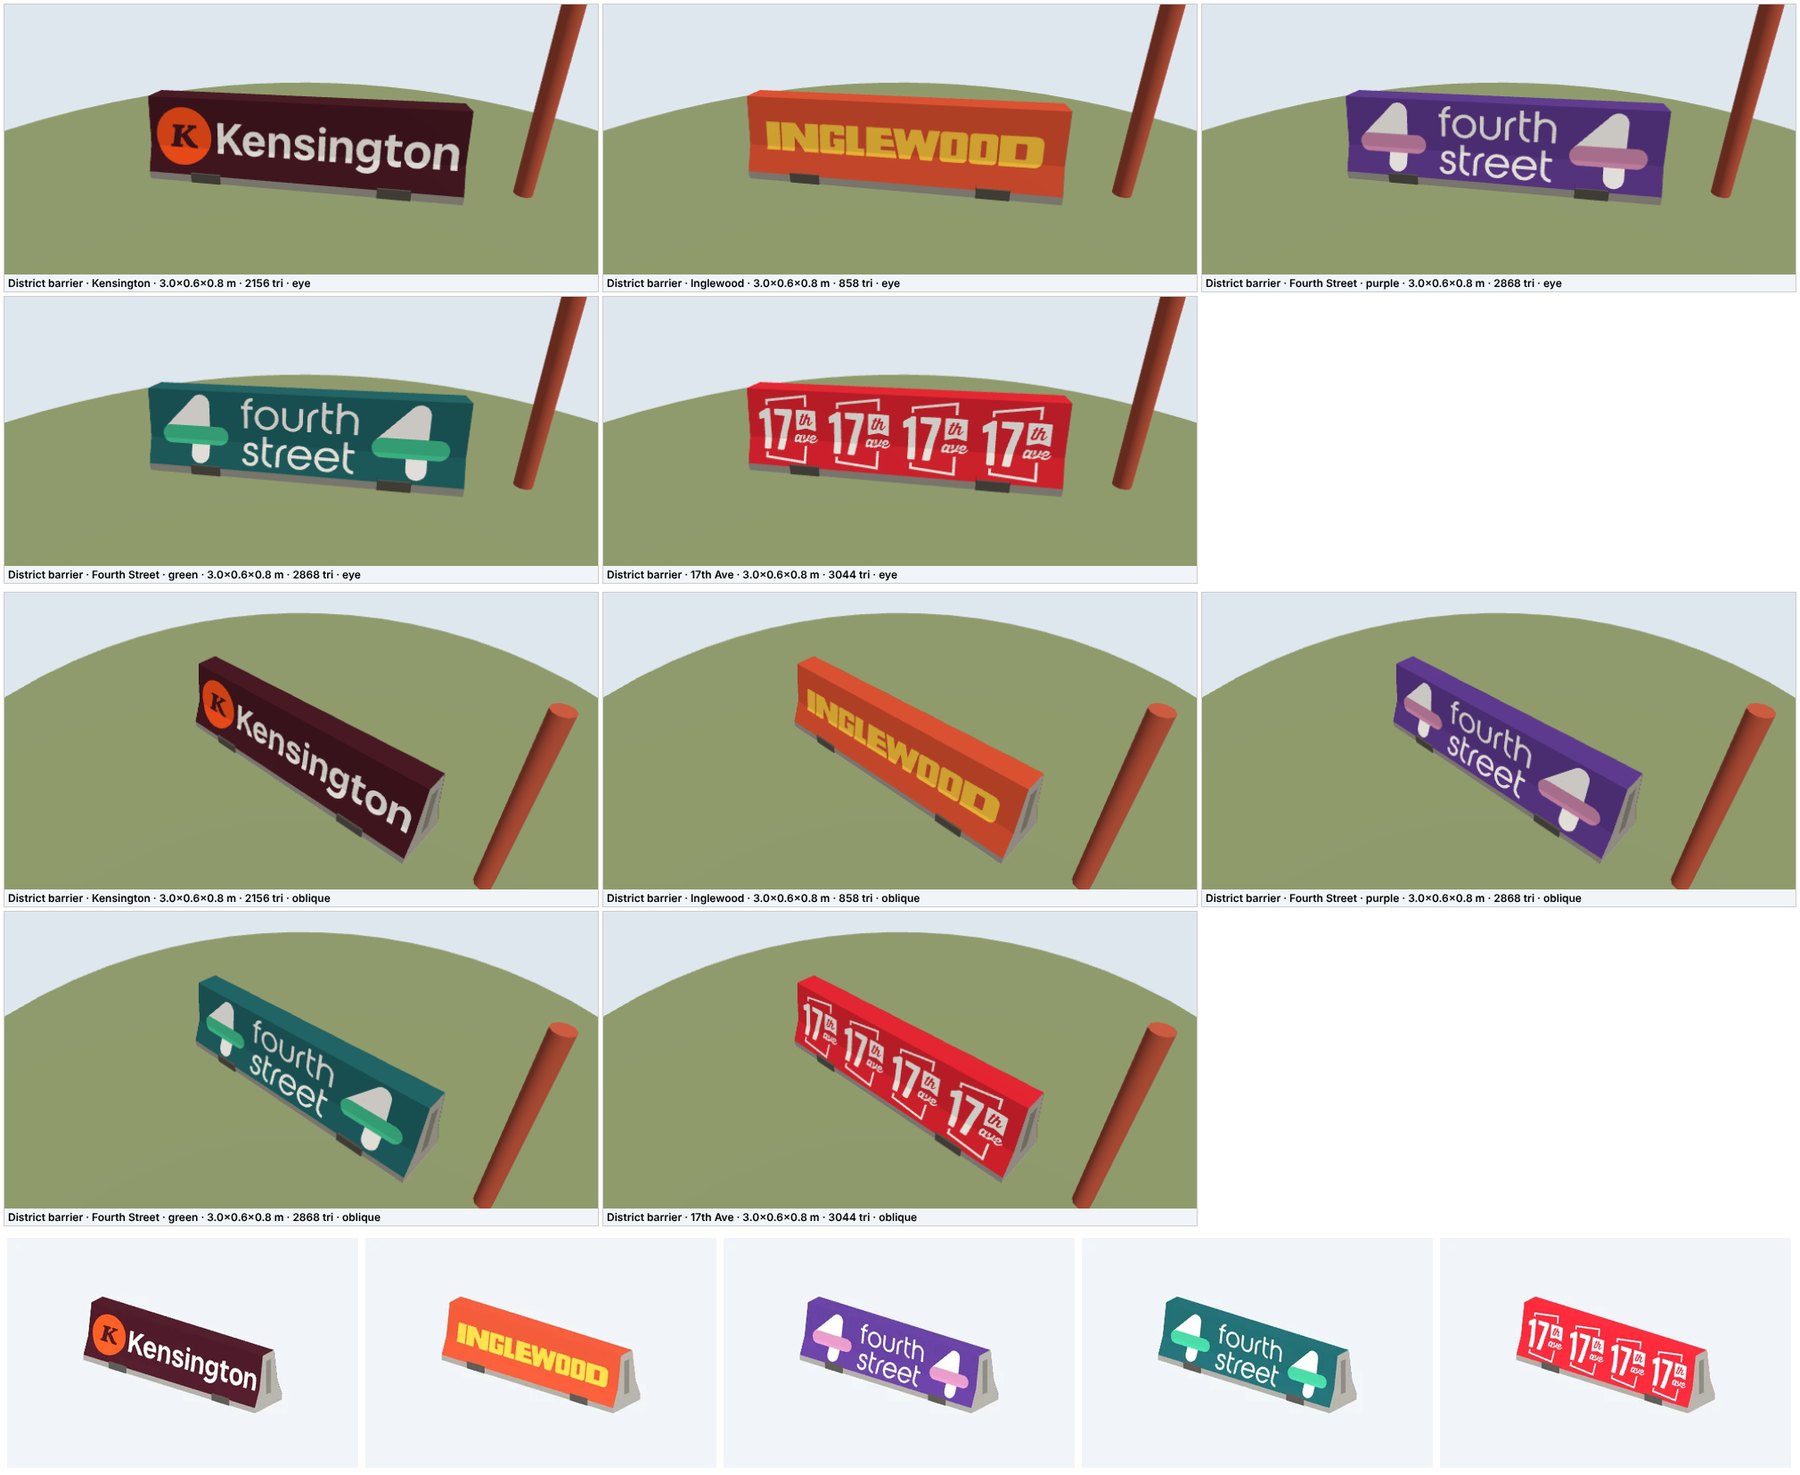 K Kensington
District barrier · Kensington · 3.0×0.6×0.8 m · 2156 tri · eye
INGLEWOOD
District barrier · Inglewood · 3.0×0.6×0.8 m · 858 tri · eye
fourth
street
District barrier · Fourth Street · purple · 3.0×0.6×0.8 m · 2868 tri · eye
fourth
street
District barrier · Fourth Street · green · 3.0×0.6×0.8 m · 2868 tri · eye
17th ave 17th ave 17th ave 17th ave
District barrier · 17th Ave · 3.0×0.6×0.8 m · 3044 tri · eye
K Kensington
District barrier · Kensington · 3.0×0.6×0.8 m · 2156 tri · oblique
INGLEWOOD
District barrier · Inglewood · 3.0×0.6×0.8 m · 858 tri · oblique
fourth
street
District barrier · Fourth Street · purple · 3.0×0.6×0.8 m · 2868 tri · oblique
fourth
street
District barrier · Fourth Street · green · 3.0×0.6×0.8 m · 2868 tri · oblique
17th ave 17th ave 17th ave 17th ave
District barrier · 17th Ave · 3.0×0.6×0.8 m · 3044 tri · oblique
K Kensington
INGLEWOOD
fourth
street
fourth
street
17th ave 17th ave 17th ave 17th ave